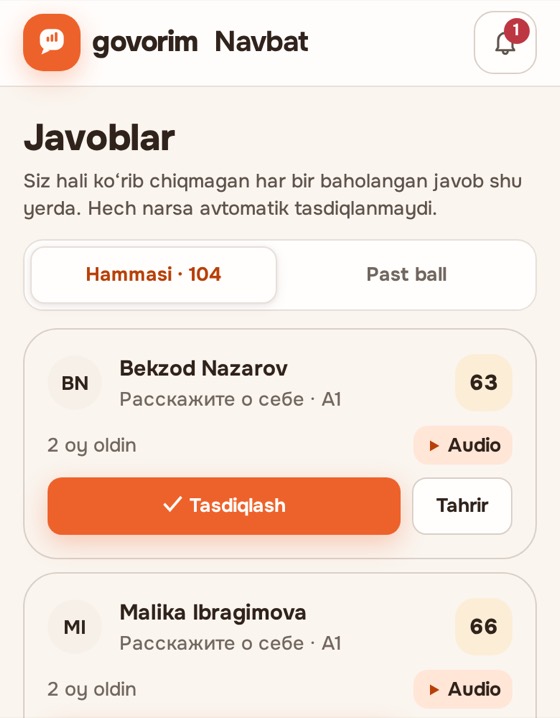 govorim Navbat
1
Javoblar
Siz hali ko‘rib chiqmagan har bir baholangan javob shu
yerda. Hech narsa avtomatik tasdiqlanmaydi.
Hammasi · 104
Past ball
BN
Bekzod Nazarov
63
Расскажите о себе · A1
2 oy oldin
Audio
Tasdiqlash
Tahrir
MI
Malika Ibragimova
66
Расскажите о себе · A1
2 oy oldin
Audio